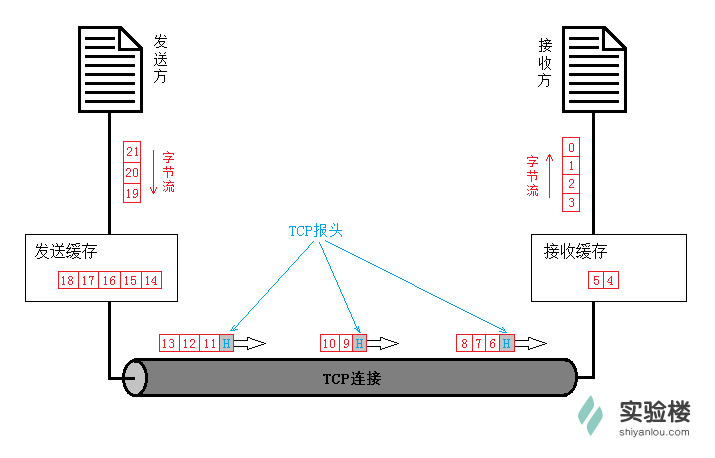 发送方
接收方
21
20
19
字节流
0
1
2
3
字节流
TCP报头
发送缓存
18 17 16 15 14
接收缓存
5 4
13 12 11 H
10 9 H
8 7 6 H
TCP连接
实验楼
shiyanlou.com